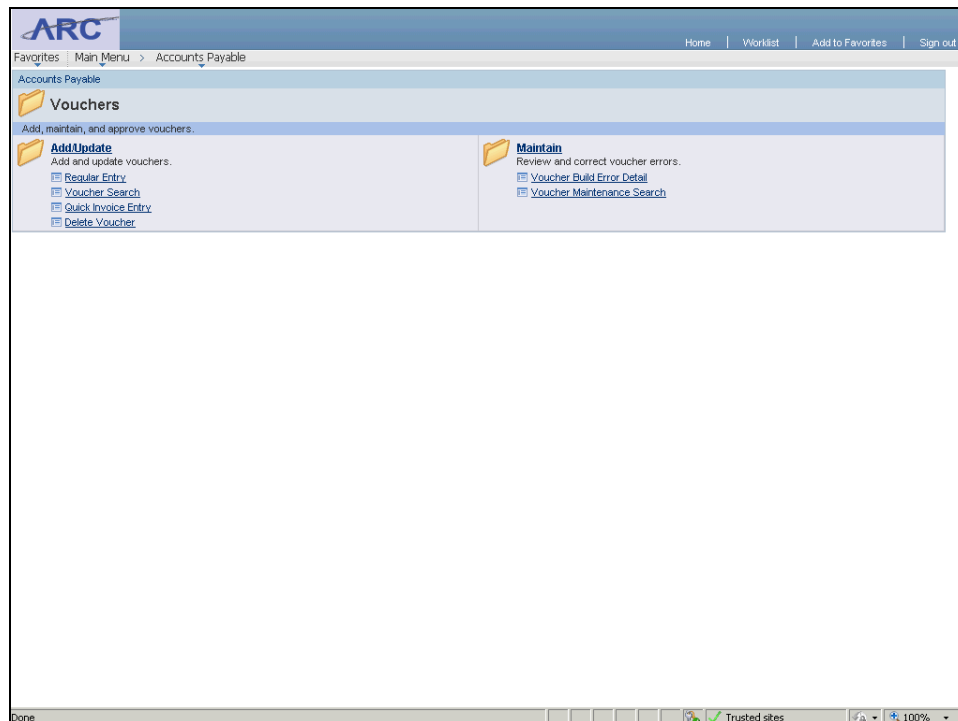 ARC
Home | Worklist | Add to Favorites | Sign out
Favorites Main Menu > Accounts Payable
Accounts Payable
Vouchers
Add, maintain, and approve vouchers.
Add/Update
Add and update vouchers.
Regular Entry
Voucher Search
Quick Invoice Entry
Delete Voucher
Maintain
Review and correct voucher errors.
Voucher Build Error Detail
Voucher Maintenance Search
Done Trusted sites 100%